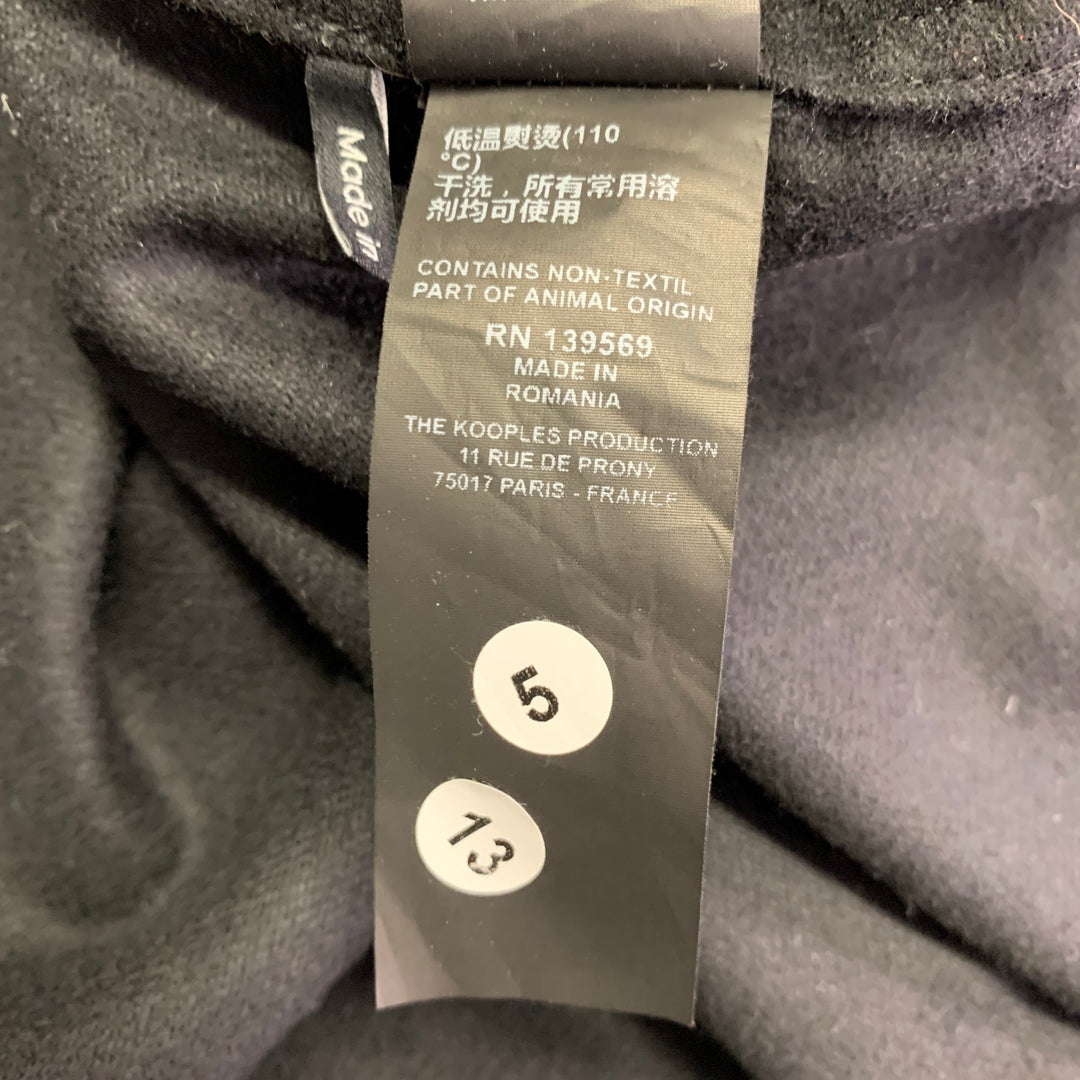 Made in
低温熨烫(110
°C)
干洗，所有常用溶
剂均可使用
CONTAINS NON-TEXTIL
PART OF ANIMAL ORIGIN
RN 139569
MADE IN
ROMANIA
THE KOOPLES PRODUCTION
11 RUE DE PRONY
75017 PARIS - FRANCE
5
13